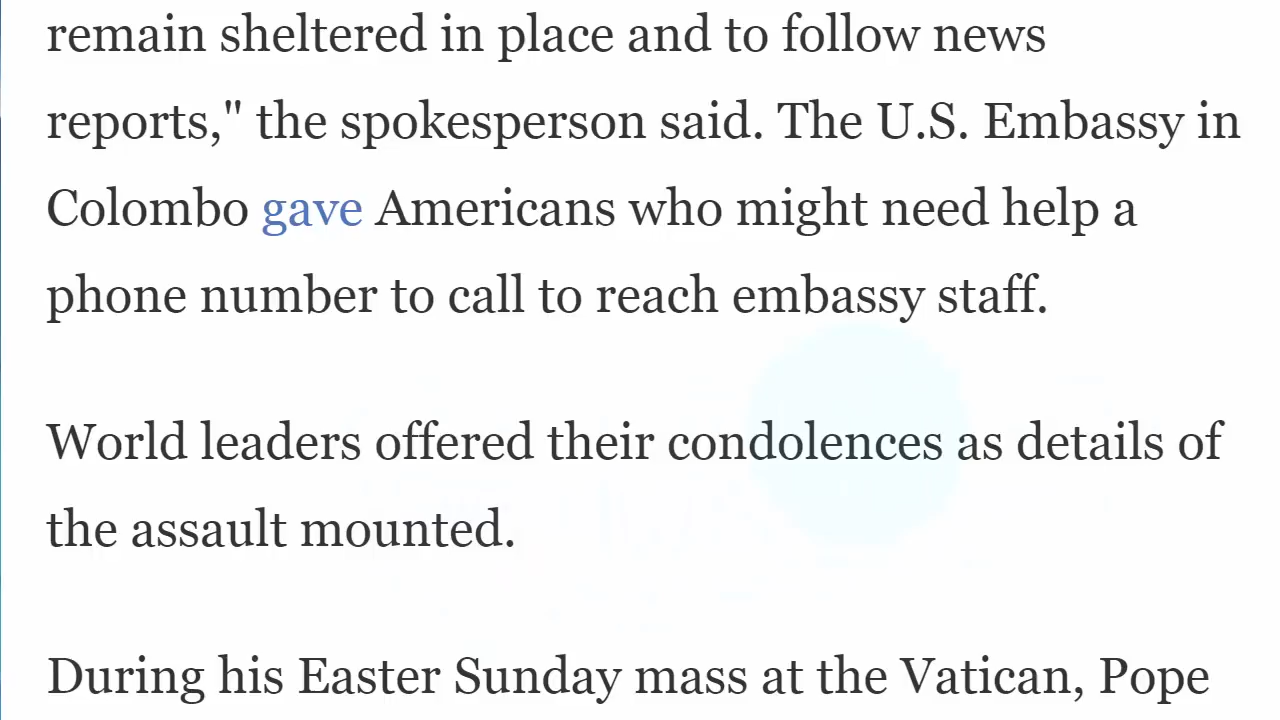 remain sheltered in place and to follow news
reports," the spokesperson said. The U.S. Embassy in
Colombo gave Americans who might need help a
phone number to call to reach embassy staff.
World leaders offered their condolences as details of
the assault mounted.
During his Easter Sunday mass at the Vatican, Pope